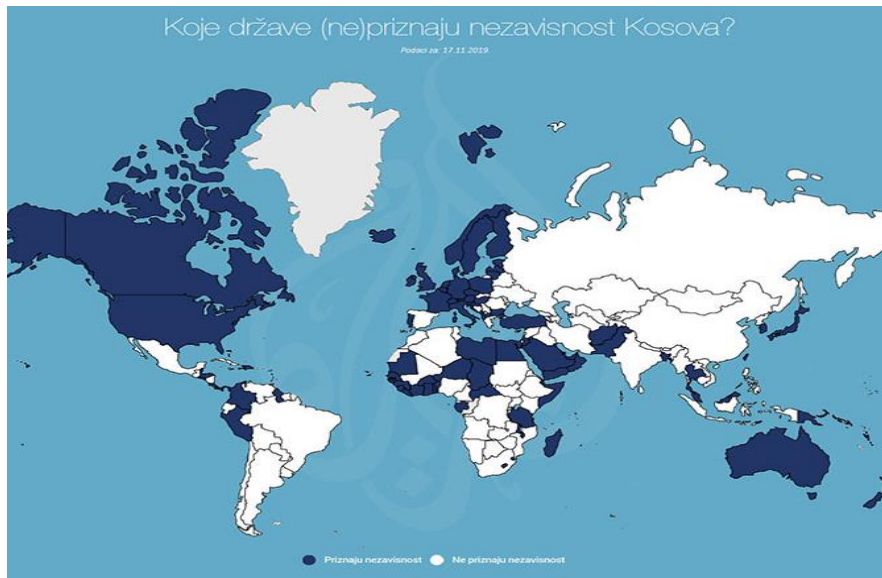 Koje države (ne)priznaju nezavisnost Kosova?
Podaci za: 17.11.2019.
Priznaju nezavisnost Ne priznaju nezavisnost